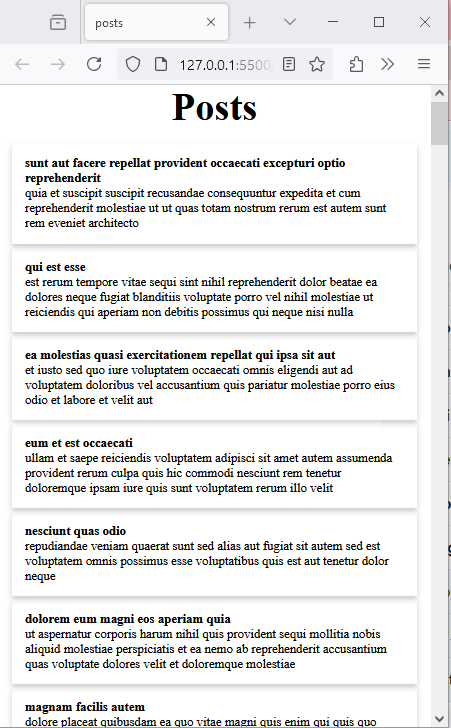 posts
127.0.0.1:5500
Posts
sunt aut facere repellat provident occaecati excepturi optio
reprehenderit
quia et suscipit suscipit recusandae consequuntur expedita et cum
reprehenderit molestiae ut ut quas totam nostrum rerum est autem sunt
rem eveniet architecto
qui est esse
est rerum tempore vitae sequi sint nihil reprehenderit dolor beatae ea
dolores neque fugiat blanditiis voluptate porro vel nihil molestiae ut
reiciendis qui aperiam non debitis possimus qui neque nisi nulla
ea molestias quasi exercitationem repellat qui ipsa sit aut
et iusto sed quo iure voluptatem occaecati omnis eligendi aut ad
voluptatem doloribus vel accusantium quis pariatur molestiae porro eius
odio et labore et velit aut
eum et est occaecati
ullam et saepe reiciendis voluptatem adipisci sit amet autem assumenda
provident rerum culpa quis hic commodi nesciunt rem tenetur
doloremque ipsam iure quis sunt voluptatem rerum illo velit
nesciunt quas odio
repudiandae veniam quaerat sunt sed alias aut fugiat sit autem sed est
voluptatem omnis possimus esse voluptatibus quis est aut tenetur dolor
neque
dolorem eum magni eos aperiam quia
ut aspernatur corporis harum nihil quis provident sequi mollitia nobis
aliquid molestiae perspiciatis et ea nemo ab reprehenderit accusantium
quas voluptate dolores velit et doloremque molestiae
magnam facilis autem
dolore placeat quibusdam ea quo vitae magni quis enim qui quis quo